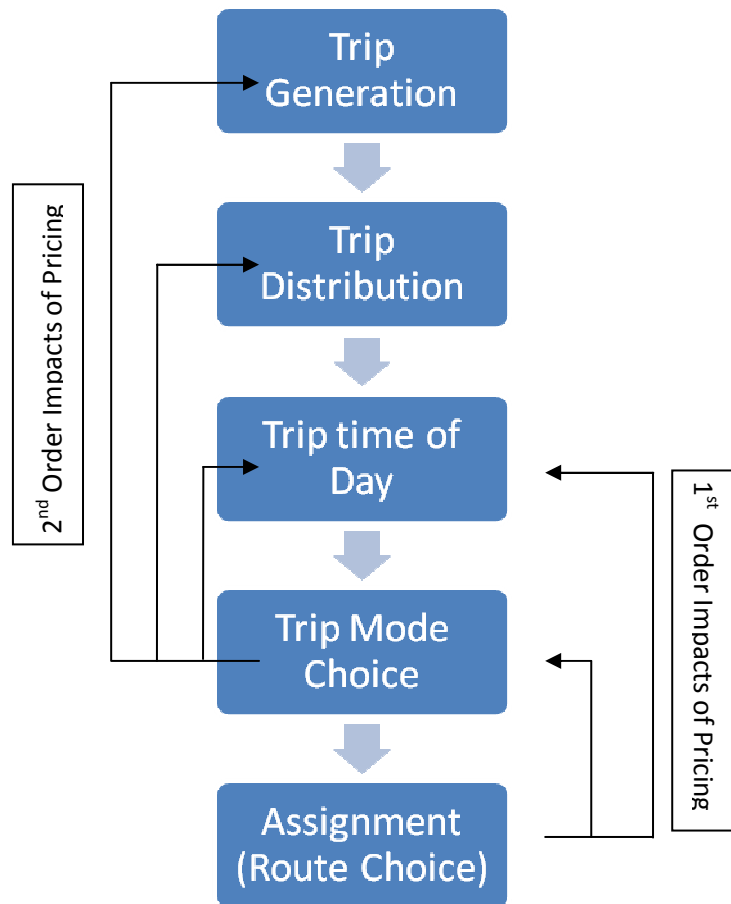 Trip
Generation
2nd Order Impacts of Pricing
Trip
Distribution
Trip time of
Day
1st Order Impacts of Pricing
Trip Mode
Choice
Assignment
(Route Choice)